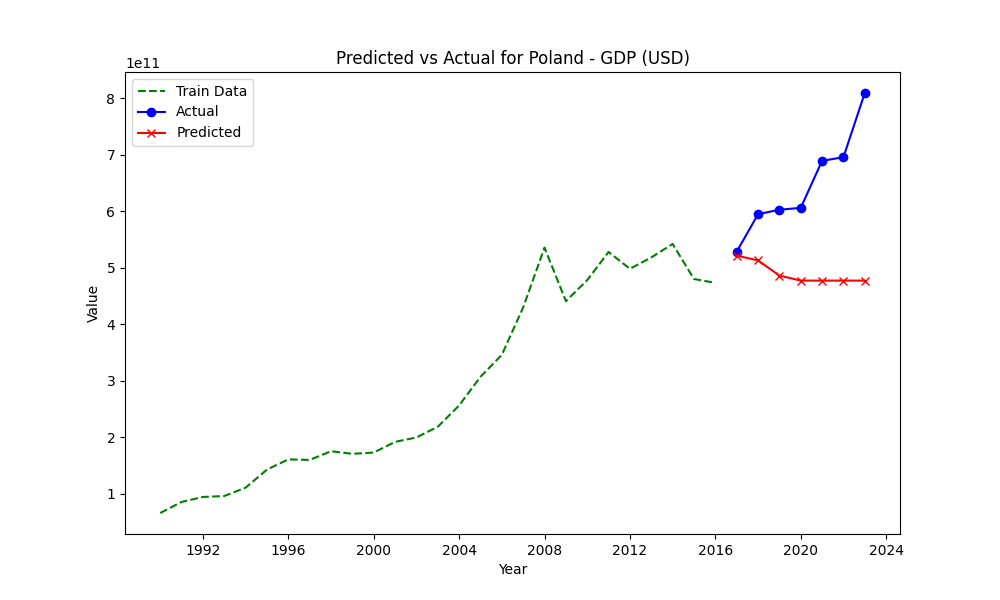 Predicted vs Actual for Poland - GDP (USD)
1e11
Train Data
Actual
Predicted
8
7
6
5
4
3
2
1
Value
1992 1996 2000 2004 2008 2012 2016 2020 2024
Year